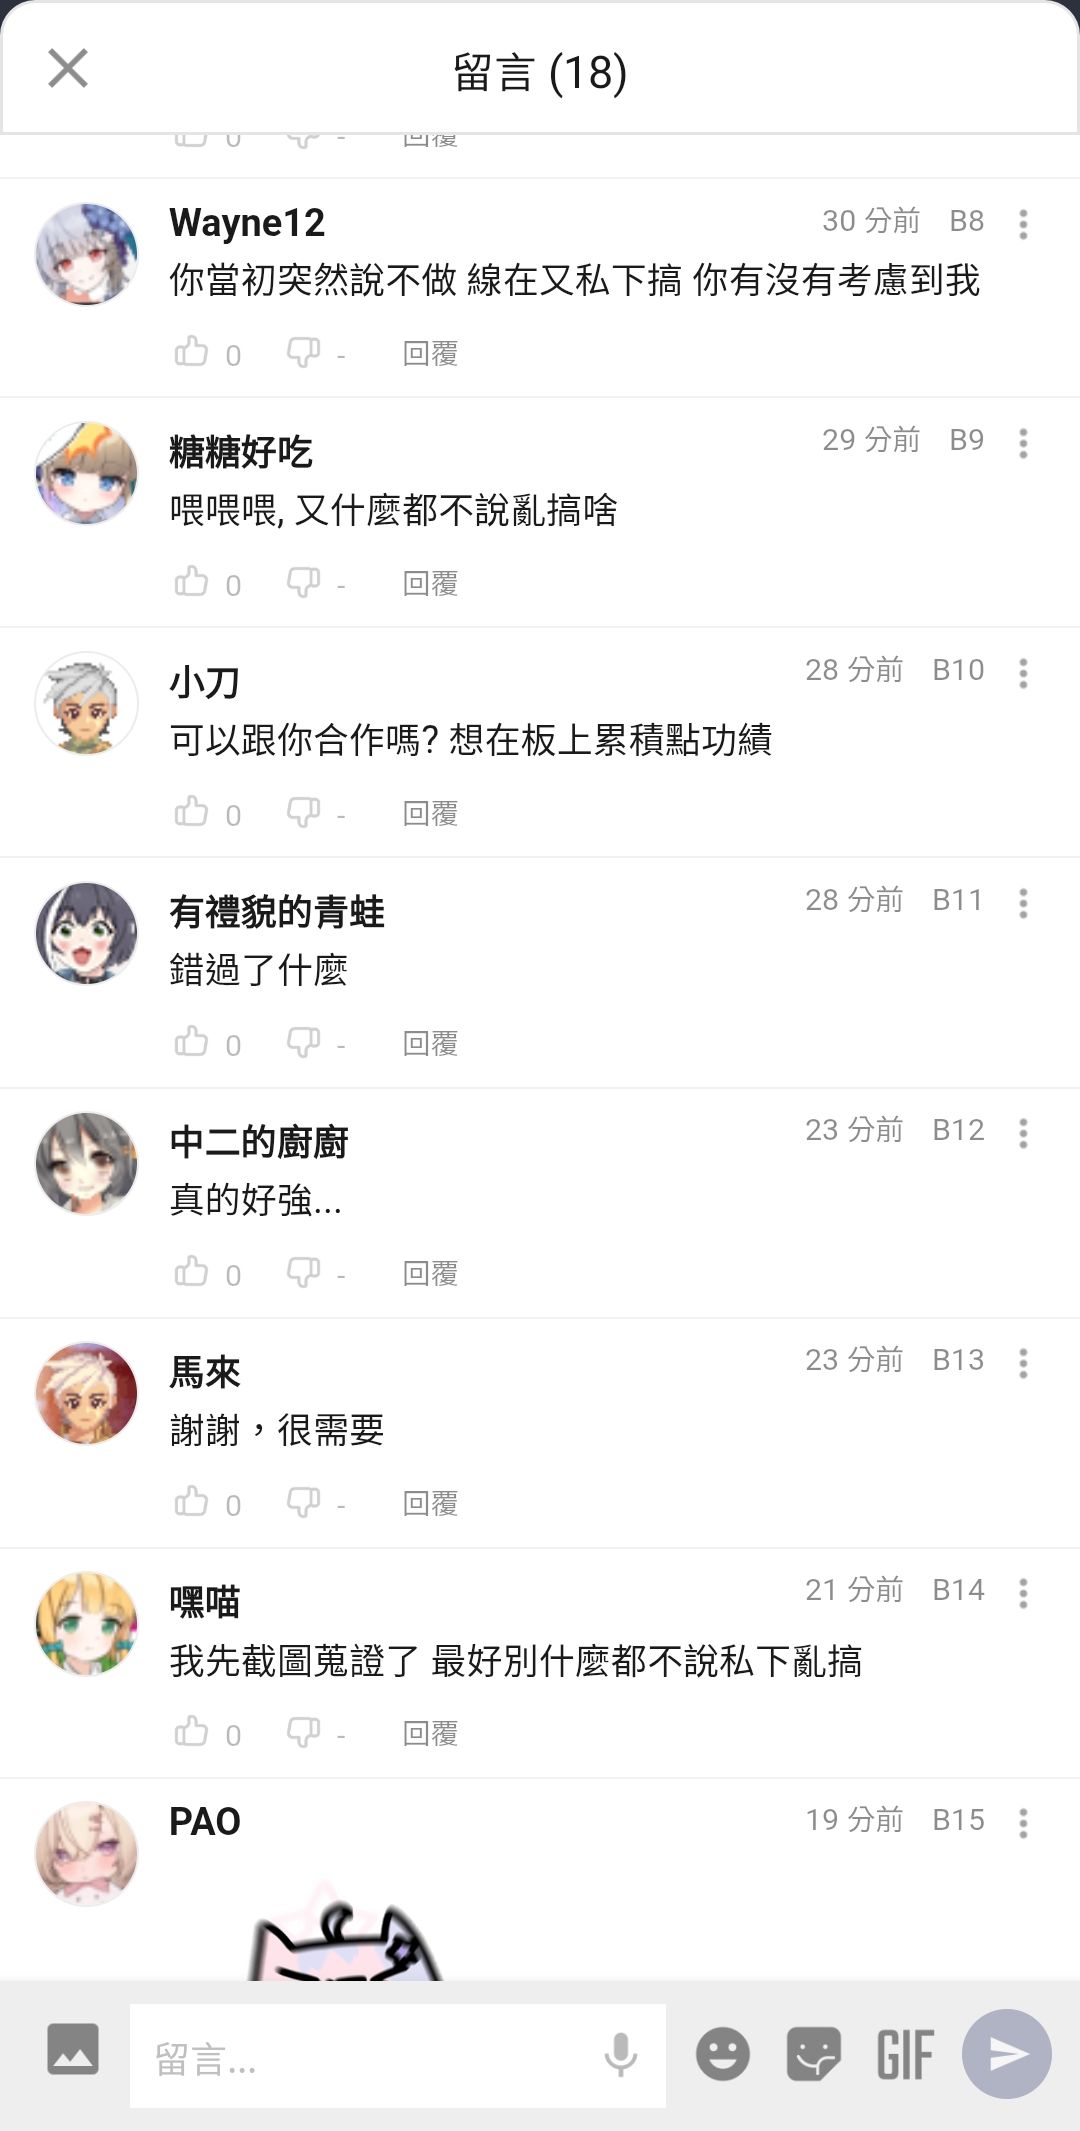 留言 (18)
0 - 回覆
Wayne12 30 分前 B8
你當初突然說不做 線在又私下搞 你有沒有考慮到我
0 - 回覆
糖糖好吃 29 分前 B9
喂喂喂, 又什麼都不說亂搞啥
0 - 回覆
小刀 28 分前 B10
可以跟你合作嗎? 想在板上累積點功績
0 - 回覆
有禮貌的青蛙 28 分前 B11
錯過了什麼
0 - 回覆
中二的廚廚 23 分前 B12
真的好強...
0 - 回覆
馬來 23 分前 B13
謝謝，很需要
0 - 回覆
嘿喵 21 分前 B14
我先截圖蒐證了 最好別什麼都不說私下亂搞
0 - 回覆
PAO 19 分前 B15
留言... GIF